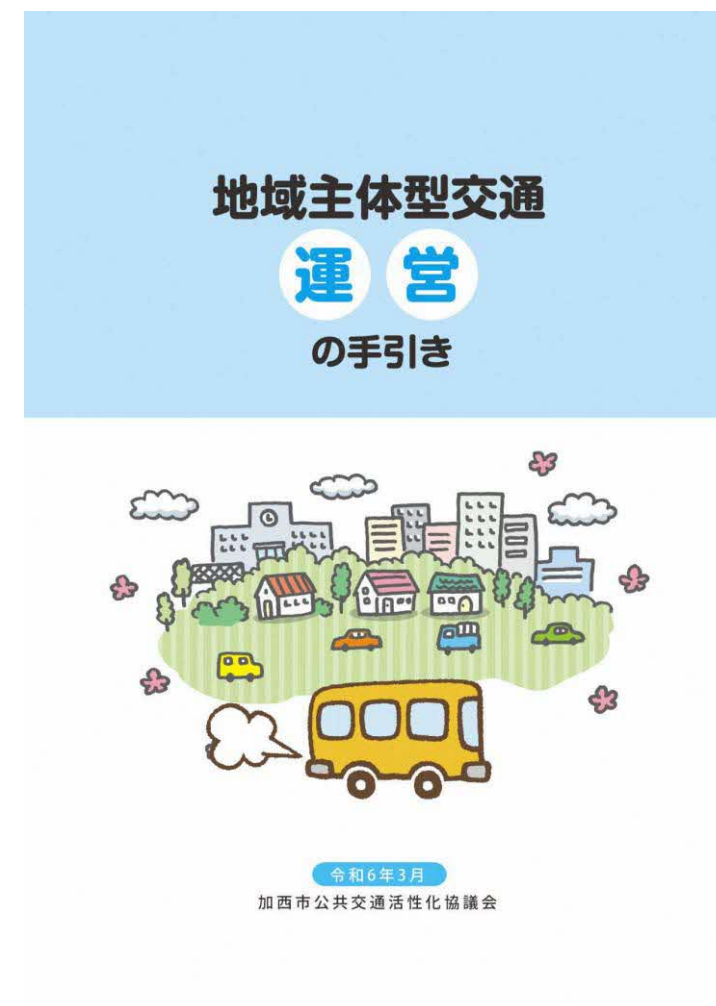 地域主体型交通
運営
の手引き
令和6年3月
加西市公共交通活性化協議会